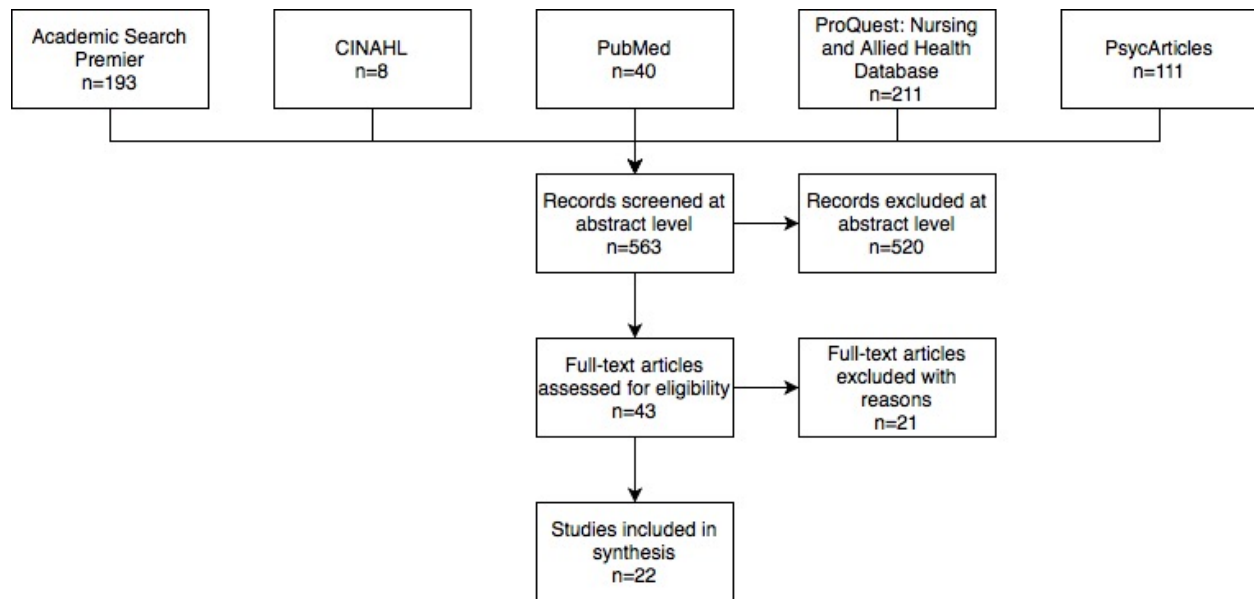 Academic Search
Premier
n=193
CINAHL
n=8
PubMed
n=40
ProQuest: Nursing
and Allied Health
Database
n=211
PsycArticles
n=111
Records screened at
abstract level
n=563
Records excluded at
abstract level
n=520
Full-text articles
assessed for eligibility
n=43
Full-text articles
excluded with
reasons
n=21
Studies included in
synthesis
n=22